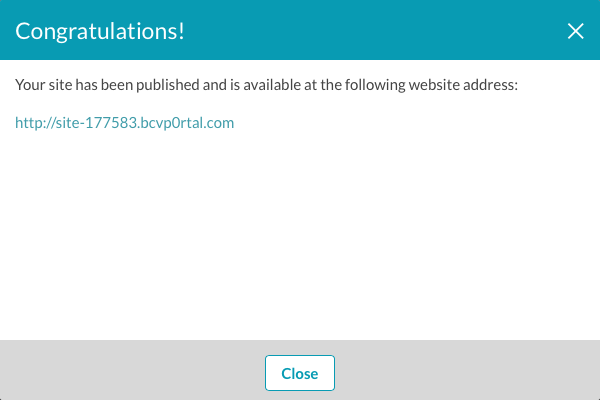 Congratulations!
Your site has been published and is available at the following website address:
http://site-177583.bcvp0rtal.com
Close